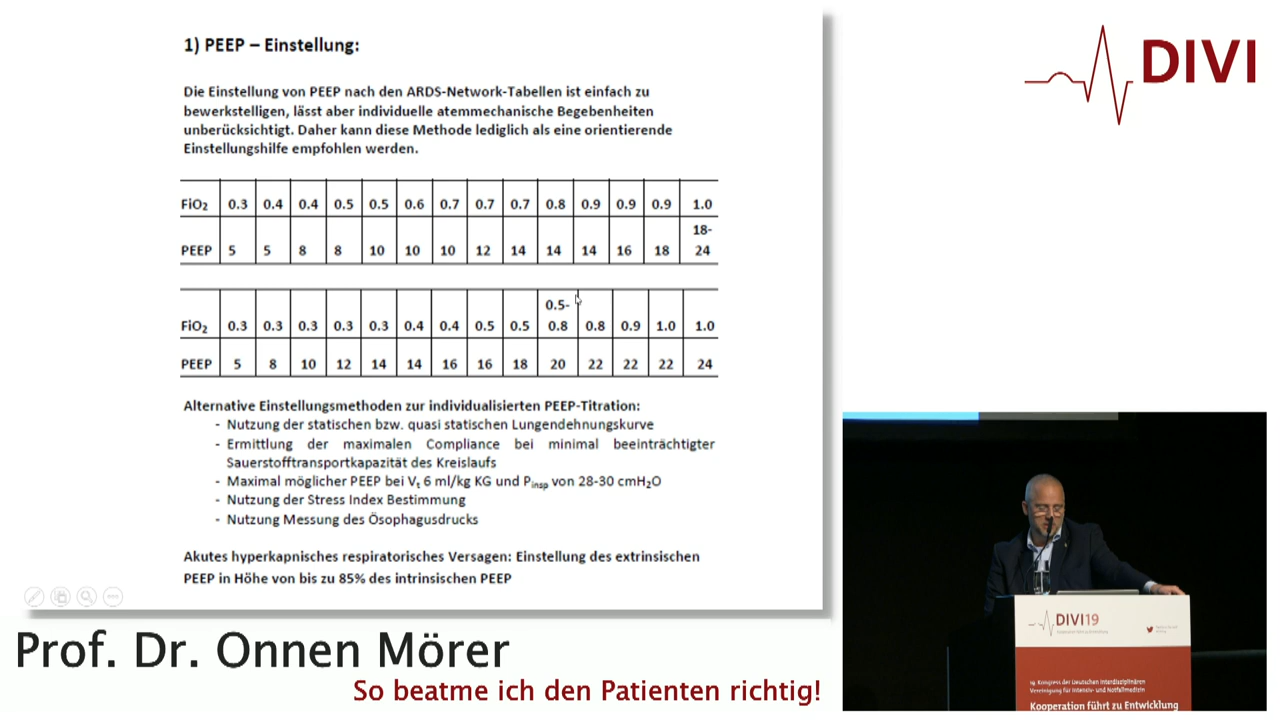 1) PEEP – Einstellung:
Die Einstellung von PEEP nach den ARDS-Network-Tabellen ist einfach zu
bewerkstelligen, lässt aber individuelle atemmechanische Begebenheiten
unberücksichtigt. Daher kann diese Methode lediglich als eine orientierende
Einstellungshilfe empfohlen werden.
FiO₂ 0.3 0.4 0.4 0.5 0.5 0.6 0.7 0.7 0.7 0.8 0.9 0.9 0.9 1.0
PEEP 5 5 8 8 10 10 10 12 14 14 14 16 18 18-24
FiO₂ 0.3 0.3 0.3 0.3 0.3 0.4 0.4 0.5 0.5 0.5-0.8 0.8 0.9 1.0 1.0
PEEP 5 8 10 12 14 14 16 16 18 20 22 22 22 24
Alternative Einstellungsmethoden zur individualisierten PEEP-Titration:
- Nutzung der statischen bzw. quasi statischen Lungendehnungskurve
- Ermittlung der maximalen Compliance bei minimal beeinträchtigter
Sauerstofftransportkapazität des Kreislaufs
- Maximal möglicher PEEP bei Vₜ 6 ml/kg KG und Pinsp von 28-30 cmH₂O
- Nutzung der Stress Index Bestimmung
- Nutzung Messung des Ösophagusdrucks
Akutes hyperkapnisches respiratorisches Versagen: Einstellung des extrinsischen
PEEP in Höhe von bis zu 85% des intrinsischen PEEP
DIVI
DIVI19
19. Kongress der Deutschen Interdisziplinären
Vereinigung für Intensiv- und Notfallmedizin
Kooperation führt zu Entwicklung
Prof. Dr. Onnen Mörer
So beatme ich den Patienten richtig!